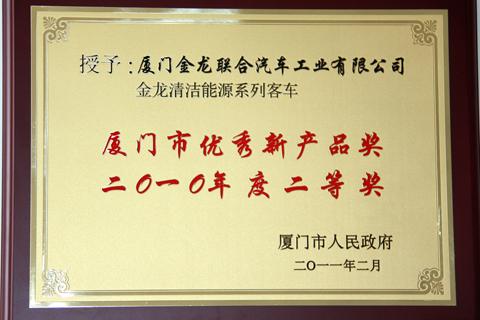 授予：厦门金龙联合汽车工业有限公司
金龙清洁能源系列客车
厦门市优秀新产品奖
二〇一〇年度二等奖
厦门市人民政府
二〇一一年二月